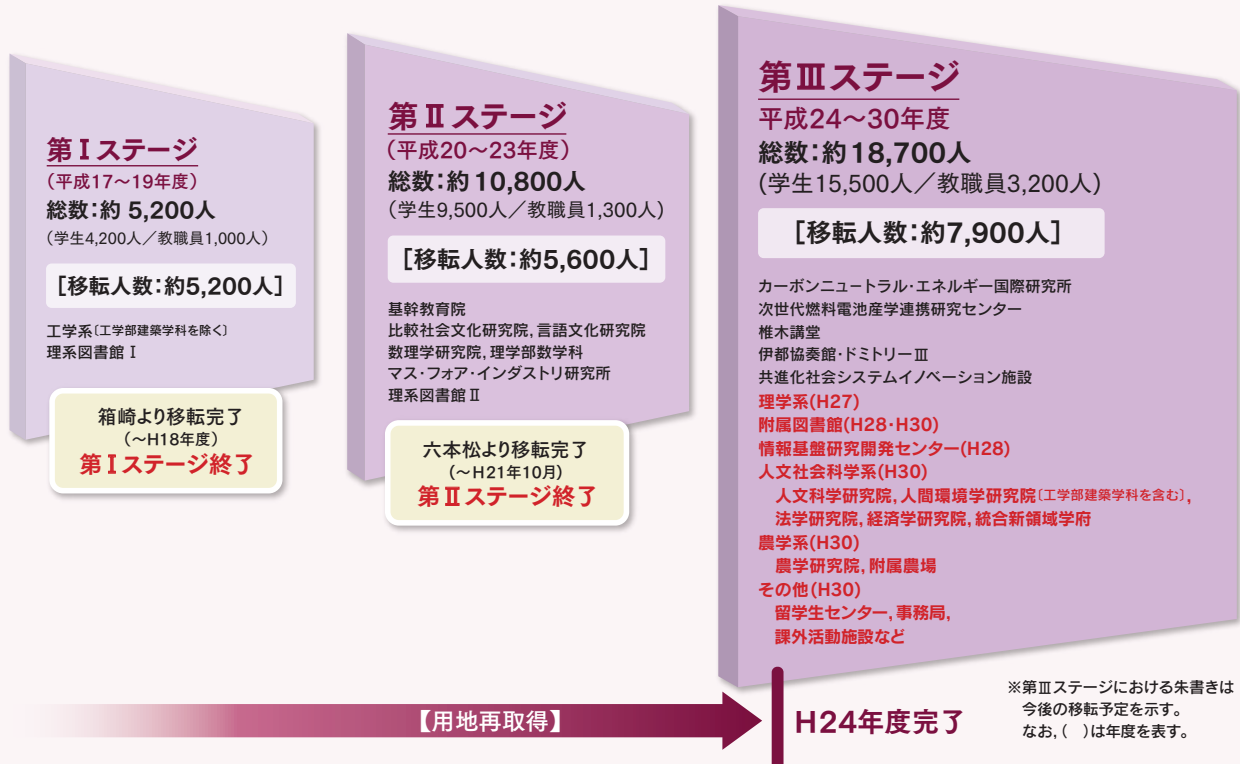 第Ⅰステージ
(平成17～19年度)
総数：約 5,200人
(学生4,200人／教職員1,000人)
［移転人数：約5,200人］
工学系〔工学部建築学科を除く〕
理系図書館Ⅰ
箱崎より移転完了
(～H18年度)
第Ⅰステージ終了
第Ⅱステージ
(平成20～23年度)
総数：約10,800人
(学生9,500人／教職員1,300人)
［移転人数：約5,600人］
基幹教育院
比較社会文化研究院, 言語文化研究院
数理学研究院, 理学部数学科
マス・フォア・インダストリ研究所
理系図書館Ⅱ
六本松より移転完了
(～H21年10月)
第Ⅱステージ終了
第Ⅲステージ
平成24～30年度
総数：約18,700人
(学生15,500人／教職員3,200人)
［移転人数：約7,900人］
カーボンニュートラル・エネルギー国際研究所
次世代燃料電池産学連携研究センター
椎木講堂
伊都協奏館・ドミトリーⅢ
共進化社会システムイノベーション施設
理学系(H27)
附属図書館(H28・H30)
情報基盤研究開発センター(H28)
人文社会科学系(H30)
人文科学研究院, 人間環境学研究院〔工学部建築学科を含む〕,
法学研究院, 経済学研究院, 統合新領域学府
農学系(H30)
農学研究院, 附属農場
その他(H30)
留学生センター, 事務局,
課外活動施設など
【用地再取得】
H24年度完了
※第Ⅲステージにおける朱書きは
今後の移転予定を示す。
なお, (　)は年度を表す。